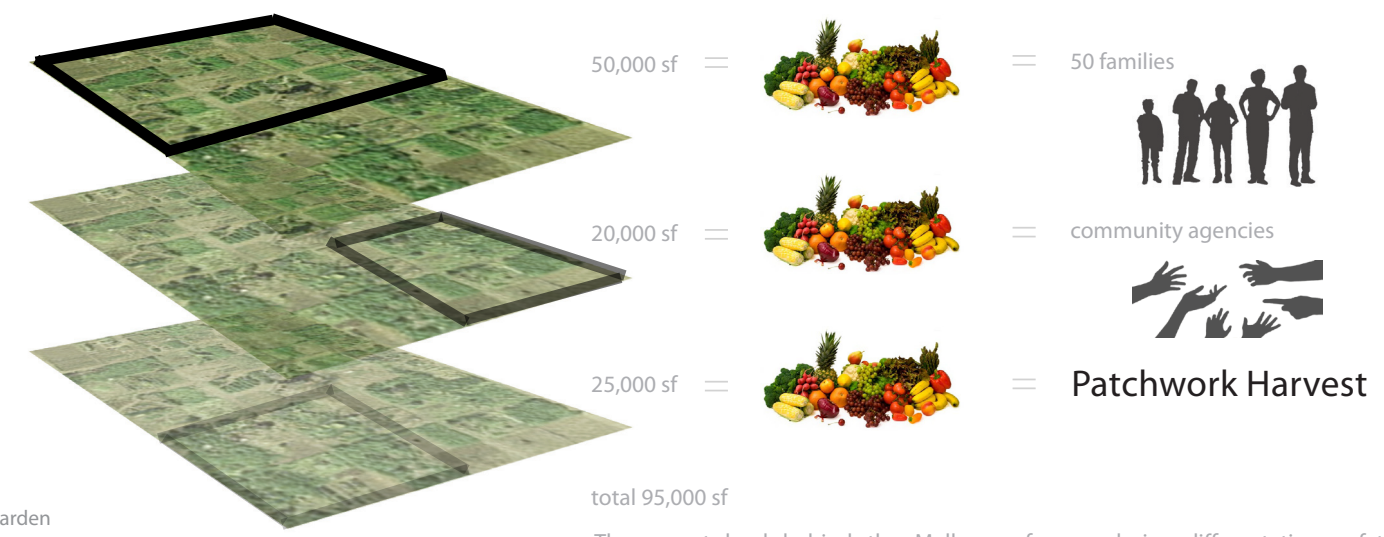 50,000 sf = = 50 families
20,000 sf = = community agencies
25,000 sf = = Patchwork Harvest
total 95,000 sf
arden